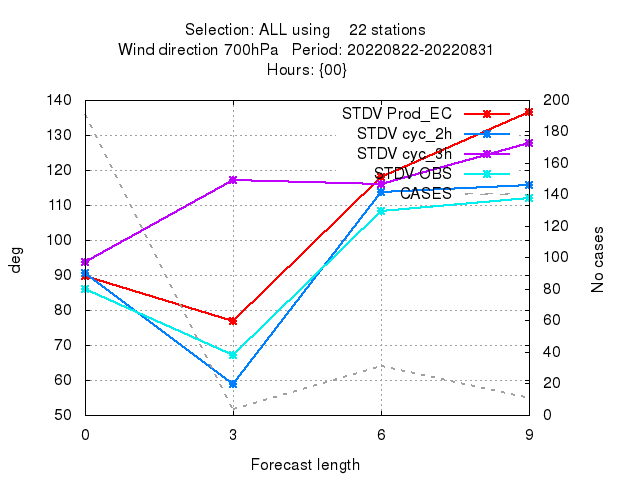 Selection: ALL using 22 stations
Wind direction 700hPa Period: 20220822-20220831
Hours: {00}
140
130
120
110
100
90
80
70
60
50
deg
200
180
160
140
120
100
80
60
40
20
0
No cases
STDV Prod_EC
STDV cyc_2h
STDV cyc_3h
STDV OBS
CASES
0 3 6 9
Forecast length